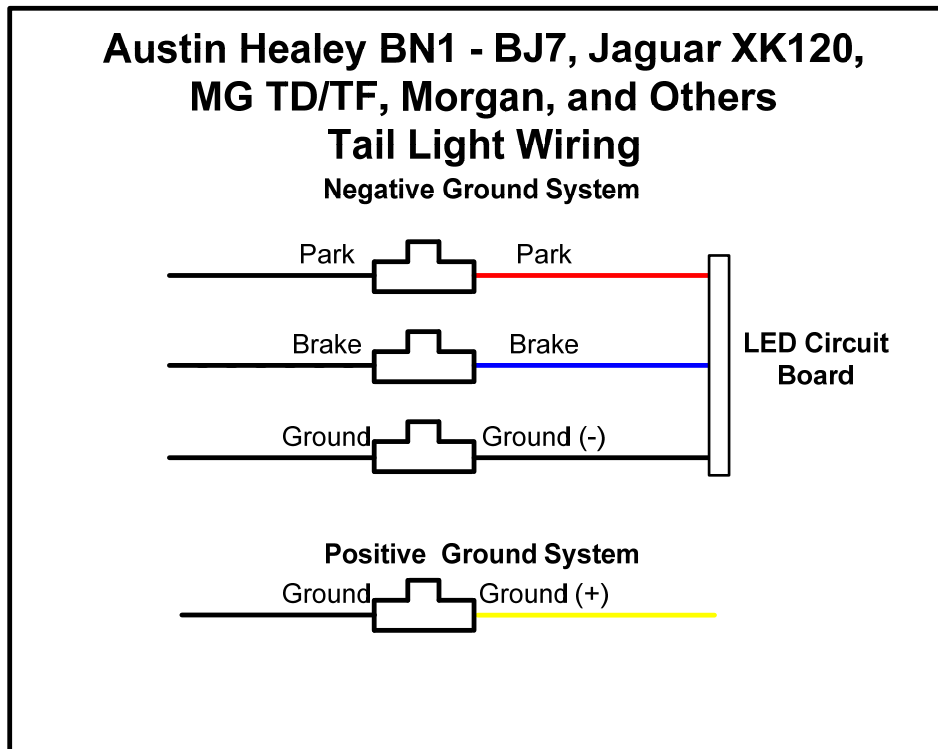 Austin Healey BN1 - BJ7, Jaguar XK120,
MG TD/TF, Morgan, and Others
Tail Light Wiring
Negative Ground System
Park Park
Brake Brake
LED Circuit
Board
Ground Ground (-)
Positive Ground System
Ground Ground (+)